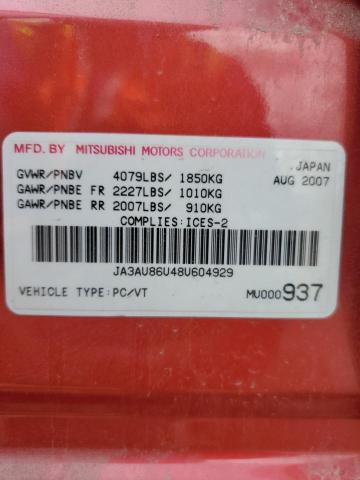 MFD. BY MITSUBISHI MOTORS CORPORATION
JAPAN
GVWR/PNBV 4079LBS/ 1850KG AUG 2007
GAWR/PNBE FR 2227LBS/ 1010KG
GAWR/PNBE RR 2007LBS/ 910KG
COMPLIES:ICES-2
JA3AU86U48U604929
VEHICLE TYPE:PC/VT MU000937